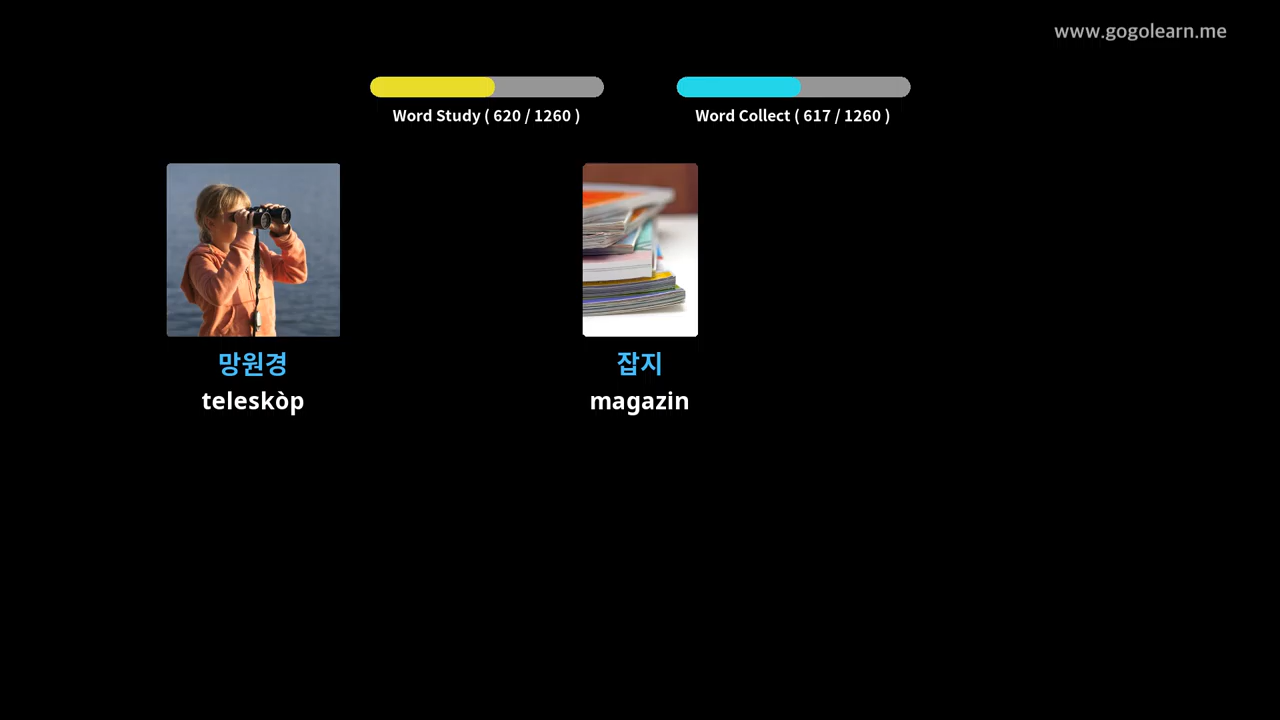 www.gogolearn.me
Word Study ( 620 / 1260 )
Word Collect ( 617 / 1260 )
망원경
teleskòp
잡지
magazin